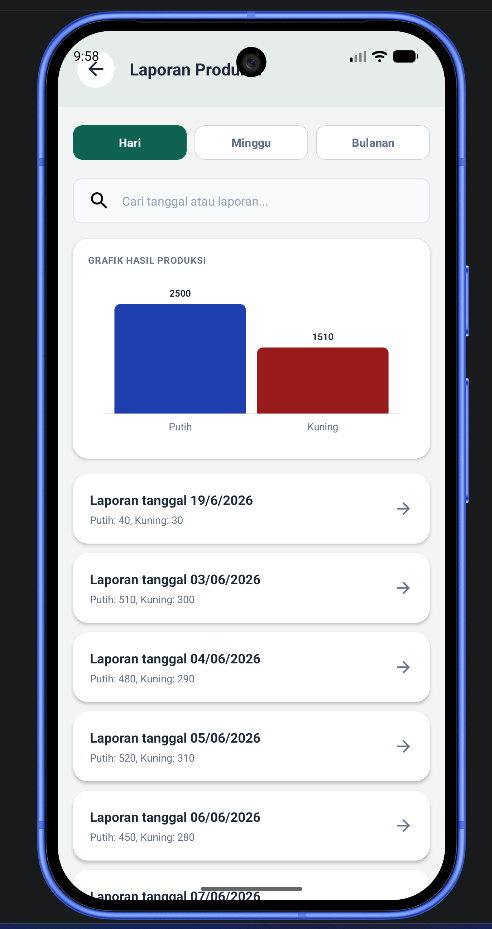 9:58
Laporan Produ
Hari
Minggu
Bulanan
Cari tanggal atau laporan...
GRAFIK HASIL PRODUKSI
2500
1510
Putih
Kuning
Laporan tanggal 19/6/2026
Putih: 40, Kuning: 30
Laporan tanggal 03/06/2026
Putih: 510, Kuning: 300
Laporan tanggal 04/06/2026
Putih: 480, Kuning: 290
Laporan tanggal 05/06/2026
Putih: 520, Kuning: 310
Laporan tanggal 06/06/2026
Putih: 450, Kuning: 280
Laporan tanggal 07/06/2026